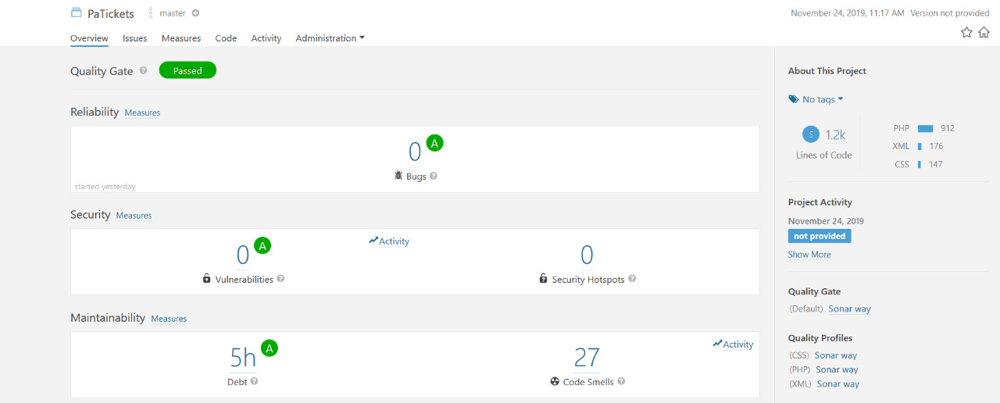 PaTickets master
November 24, 2019, 11:17 AM Version not provided
Overview Issues Measures Code Activity Administration
Quality Gate ? Passed
Reliability Measures
0 A
Bugs ?
started yesterday
Security Measures
0 A
Vulnerabilities ?
Activity
0
Security Hotspots ?
Maintainability Measures
5h A
Debt ?
Activity
27
Code Smells ?
About This Project
No tags
S 1.2k
Lines of Code
PHP 912
XML 176
CSS 147
Project Activity
November 24, 2019
not provided
Show More
Quality Gate
(Default) Sonar way
Quality Profiles
(CSS) Sonar way
(PHP) Sonar way
(XML) Sonar way